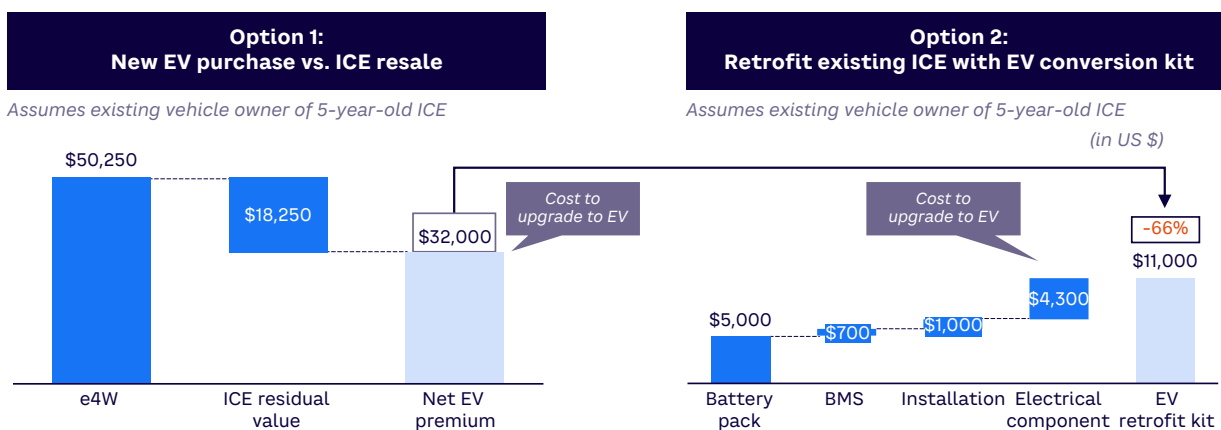 Option 1:
New EV purchase vs. ICE resale
Assumes existing vehicle owner of 5-year-old ICE
$50,250
$18,250
$32,000
Cost to
upgrade to EV
e4W
ICE residual
value
Net EV
premium
Option 2:
Retrofit existing ICE with EV conversion kit
Assumes existing vehicle owner of 5-year-old ICE
(in US $)
Cost to
upgrade to EV
-66%
$11,000
$4,300
$5,000
$700
$1,000
Battery
pack
BMS
Installation
Electrical
component
EV
retrofit kit